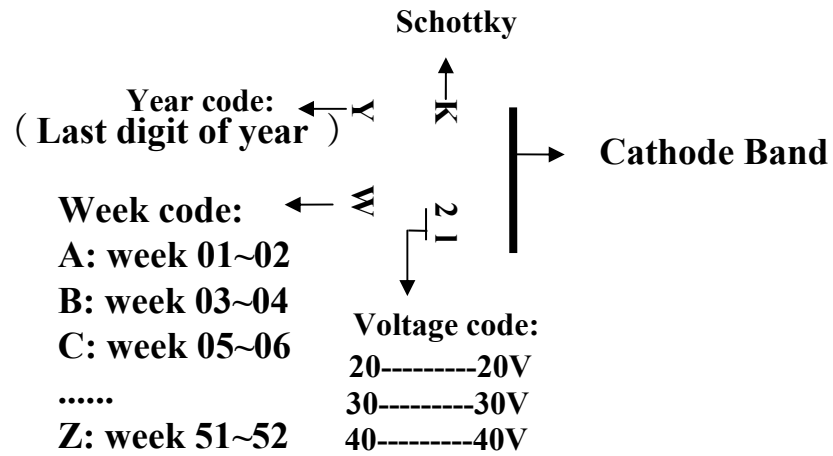 Schottky
Year code:
( Last digit of year )
Y
K
Cathode Band
Week code:
W
2 1
A: week 01~02
B: week 03~04
C: week 05~06
......
Z: week 51~52
Voltage code:
20---------20V
30---------30V
40---------40V